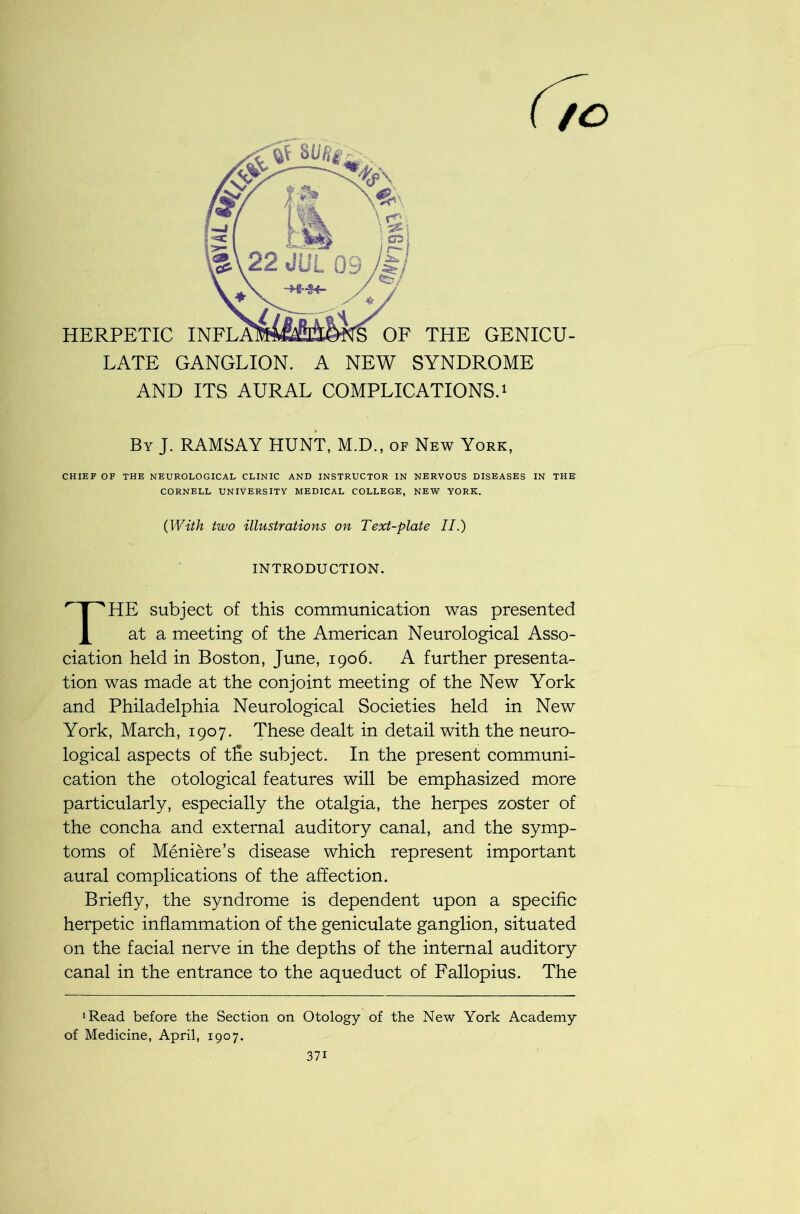 10
ROYAL COLLEGE OF SURGEONS OF ENGLAND
22 JUL 09
LIBRARY
HERPETIC INFLAMMATIONS OF THE GENICU-
LATE GANGLION. A NEW SYNDROME
AND ITS AURAL COMPLICATIONS.¹
By J. RAMSAY HUNT, M.D., of New York,
CHIEF OF THE NEUROLOGICAL CLINIC AND INSTRUCTOR IN NERVOUS DISEASES IN THE
CORNELL UNIVERSITY MEDICAL COLLEGE, NEW YORK.
(With two illustrations on Text-plate II.)
INTRODUCTION.
THE subject of this communication was presented
at a meeting of the American Neurological Asso-
ciation held in Boston, June, 1906. A further presenta-
tion was made at the conjoint meeting of the New York
and Philadelphia Neurological Societies held in New
York, March, 1907. These dealt in detail with the neuro-
logical aspects of the subject. In the present communi-
cation the otological features will be emphasized more
particularly, especially the otalgia, the herpes zoster of
the concha and external auditory canal, and the symp-
toms of Ménière's disease which represent important
aural complications of the affection.
Briefly, the syndrome is dependent upon a specific
herpetic inflammation of the geniculate ganglion, situated
on the facial nerve in the depths of the internal auditory
canal in the entrance to the aqueduct of Fallopius. The
¹Read before the Section on Otology of the New York Academy
of Medicine, April, 1907.
371